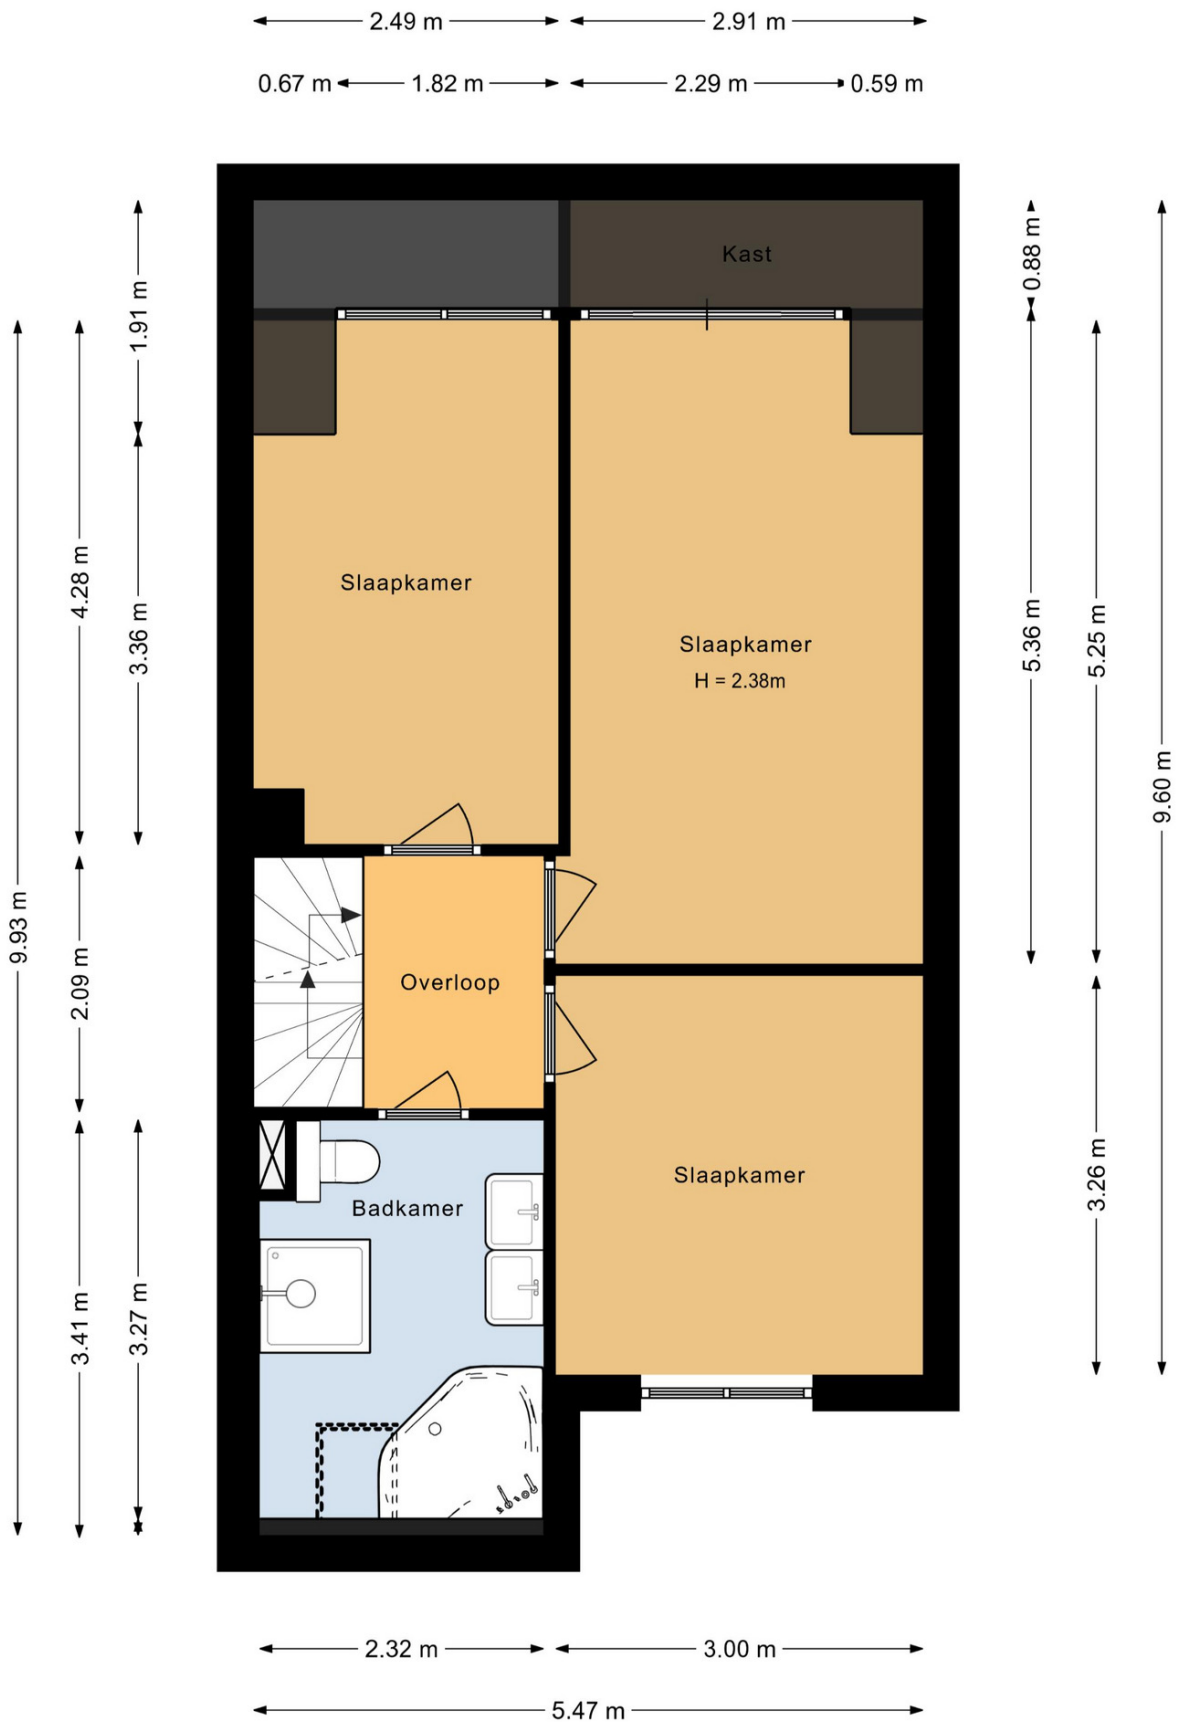 2.49 m 2.91 m
0.67 m 1.82 m 2.29 m 0.59 m
Kast
0.88 m
1.91 m
4.28 m
Slaapkamer
3.36 m
Slaapkamer
H = 2.38m
5.36 m
5.25 m
9.60 m
9.93 m
2.09 m
Overloop
Slaapkamer
3.26 m
Badkamer
3.41 m
3.27 m
2.32 m 3.00 m
5.47 m